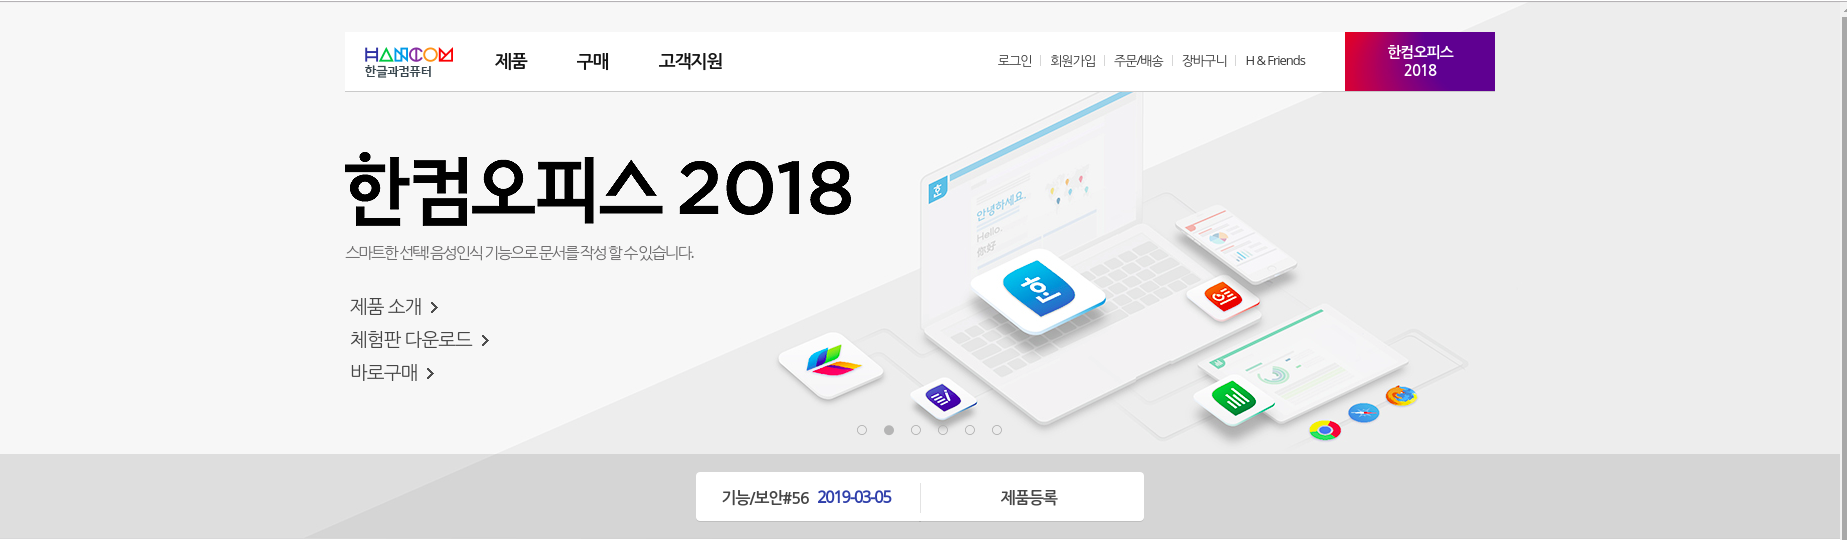 HANCOM
한글과컴퓨터
제품 구매 고객지원
로그인 회원가입 주문/배송 장바구니 H & Friends
한컴오피스
2018
한컴오피스 2018
스마트한 선택! 음성인식 기능으로 문서를 작성 할 수 있습니다.
제품 소개
체험판 다운로드
바로구매
한
안녕하세요..
Hello.
你好
한
한
기능/보안#56 2019-03-05 제품등록